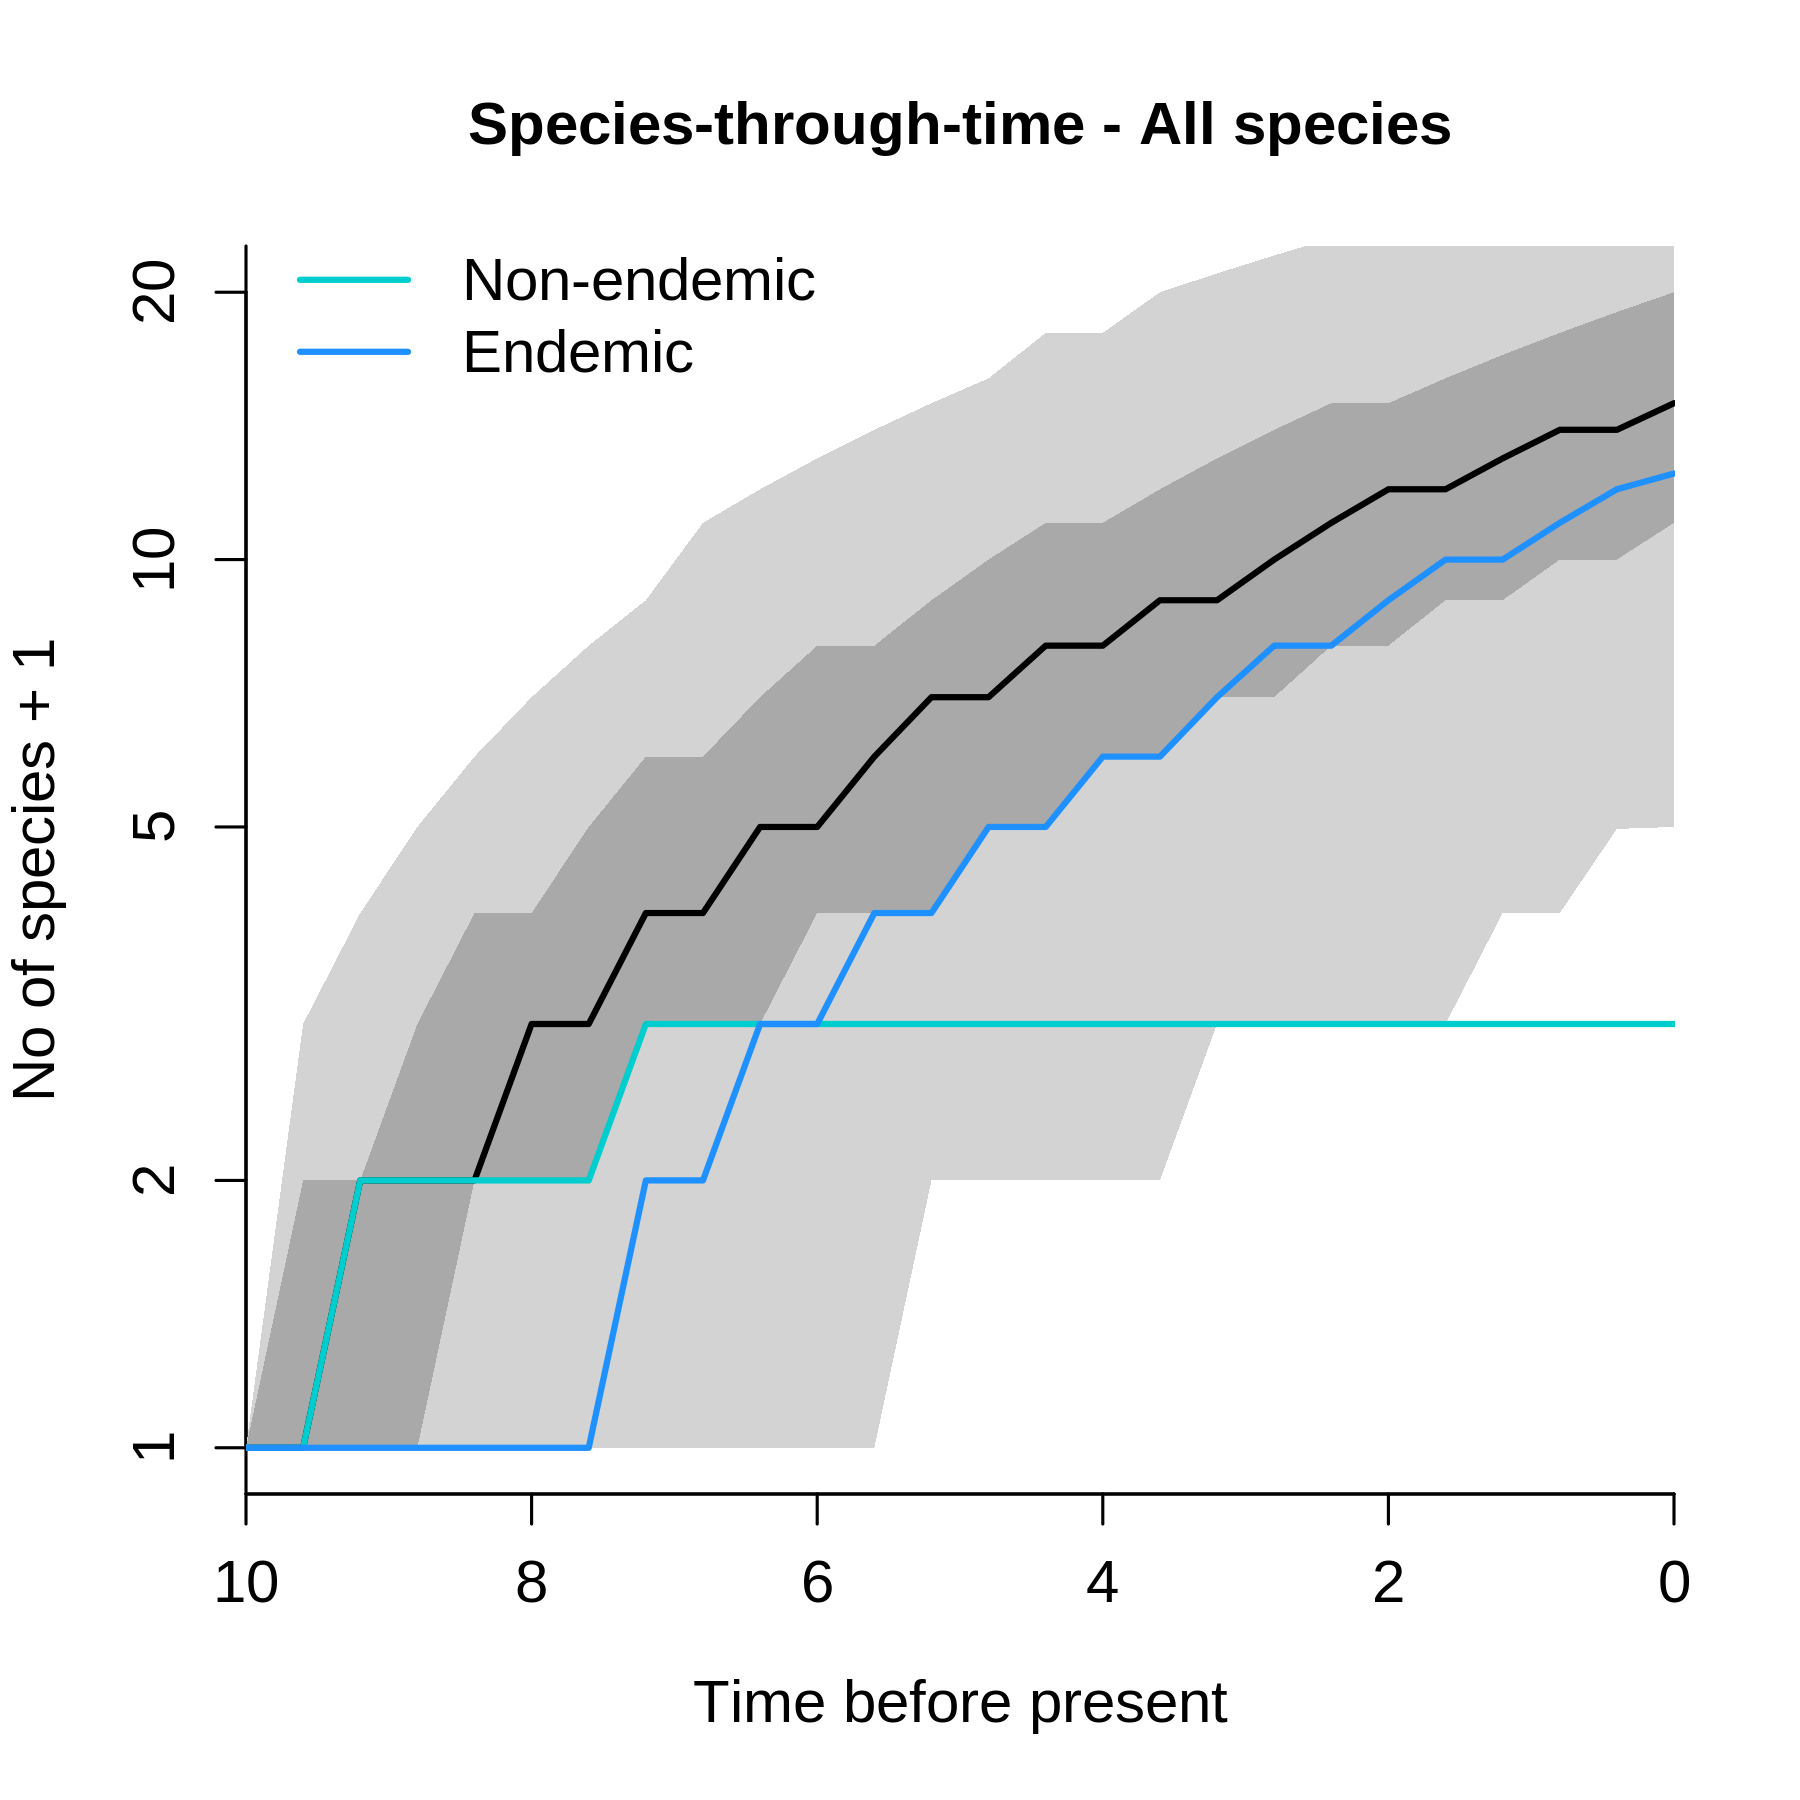 Species-through-time - All species
Non-endemic
Endemic
20
10
5
2
1
No of species + 1
10 8 6 4 2 0
Time before present